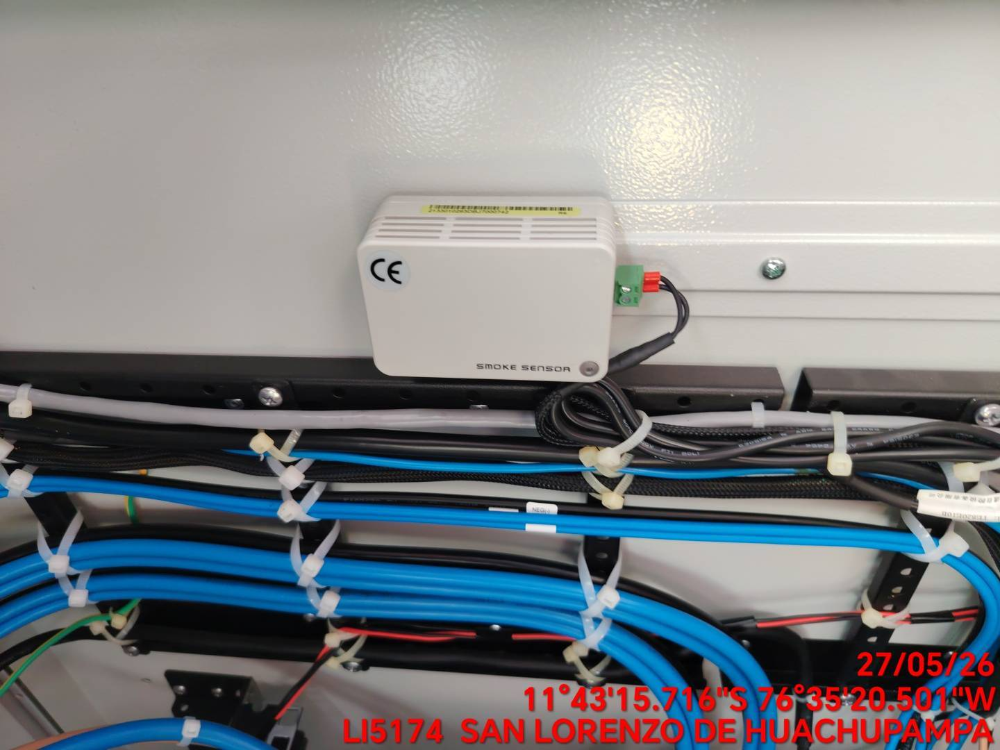 2133010283DBJ7000742
CE
SMOKE SENSOR
NEG(-)
27/05/26
11°43'15.716"S 76°35'20.501"W
LI5174 SAN LORENZO DE HUACHUPAMPA